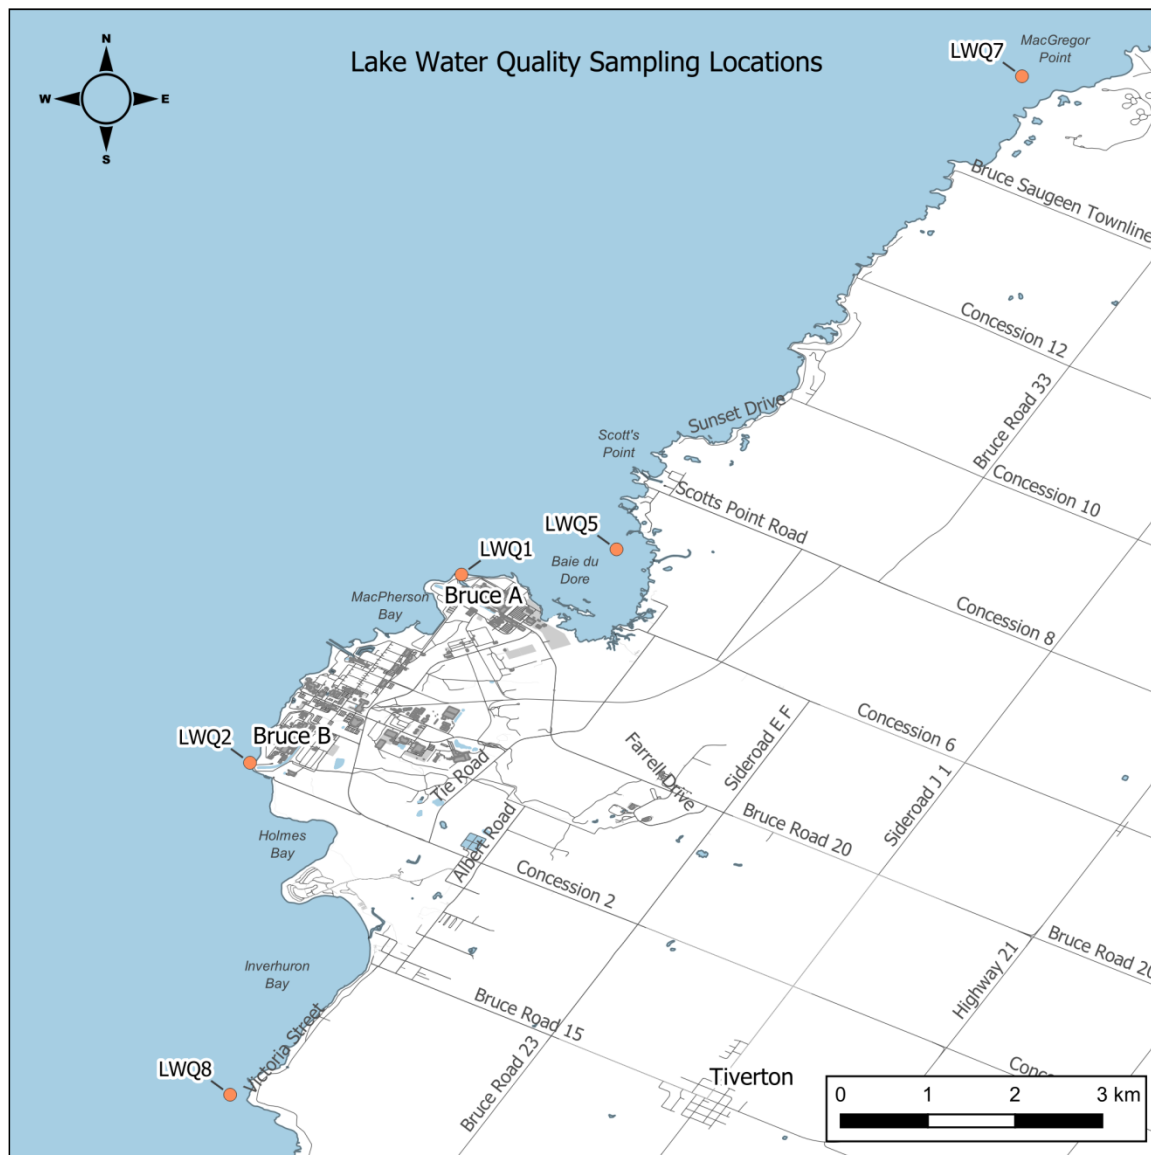 Lake Water Quality Sampling Locations
N
W
E
S
MacGregor
Point
LWQ7
Bruce Saugeen Townline
Concession 12
Bruce Road 33
Sunset Drive
Scott's
Point
Concession 10
Scotts Point Road
LWQ5
LWQ1
Baie du
Dore
Bruce A
MacPherson
Bay
Concession 8
Concession 6
LWQ2
Bruce B
Sideroad E F
Farrell Drive
Tie Road
Sideroad J 1
Bruce Road 20
Holmes
Bay
Albert Road
Concession 2
Inverhuron
Bay
Highway 21
Bruce Road 20
Bruce Road 15
Victoria Street
LWQ8
Bruce Road 23
Tiverton
Conc
0 1 2 3 km